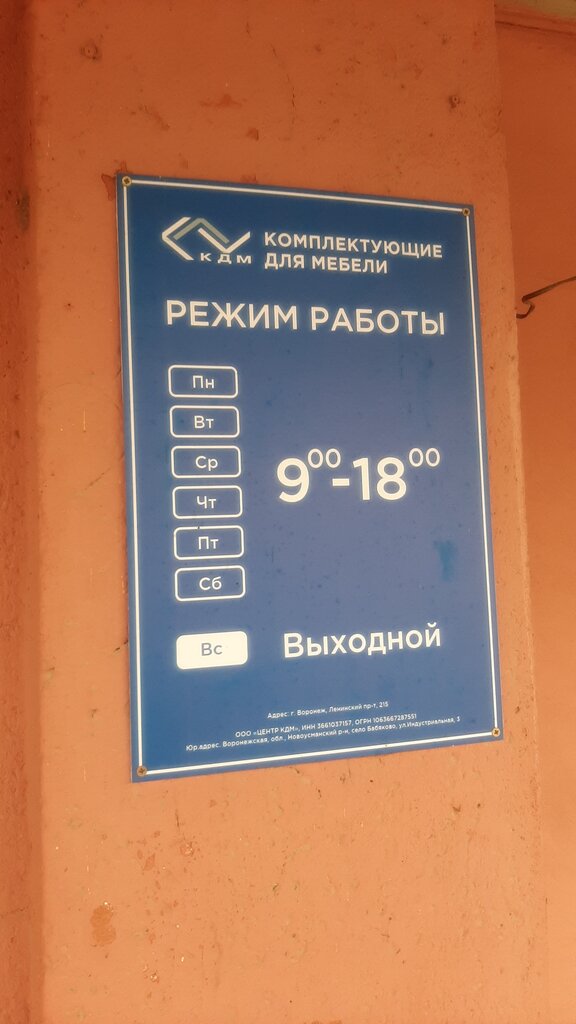 КДМ
КОМПЛЕКТУЮЩИЕ
ДЛЯ МЕБЕЛИ
РЕЖИМ РАБОТЫ
Пн
Вт
Ср
Чт
Пт
Сб
9⁰⁰-18⁰⁰
Вс
Выходной
Адрес: г. Воронеж, Ленинский пр-т, 215
ООО «ЦЕНТР КДМ», ИНН 3661037157, ОГРН 1063667287551
Юр.адрес. Воронежская, обл., Новоусманский р-н, село Бабяково, ул.Индустриальная, 3